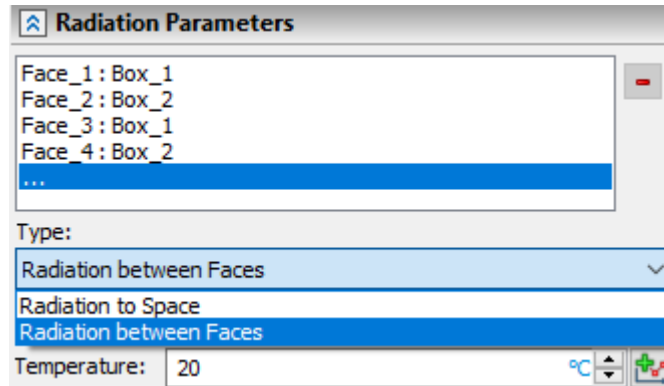 Radiation Parameters
Face_1 : Box_1
Face_2 : Box_2
Face_3 : Box_1
Face_4 : Box_2
...
Type:
Radiation between Faces
Radiation to Space
Radiation between Faces
Temperature: 20 °C